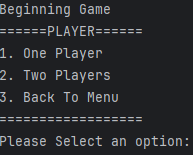 Beginning Game
======PLAYER======
1. One Player
2. Two Players
3. Back To Menu
==================
Please Select an option: